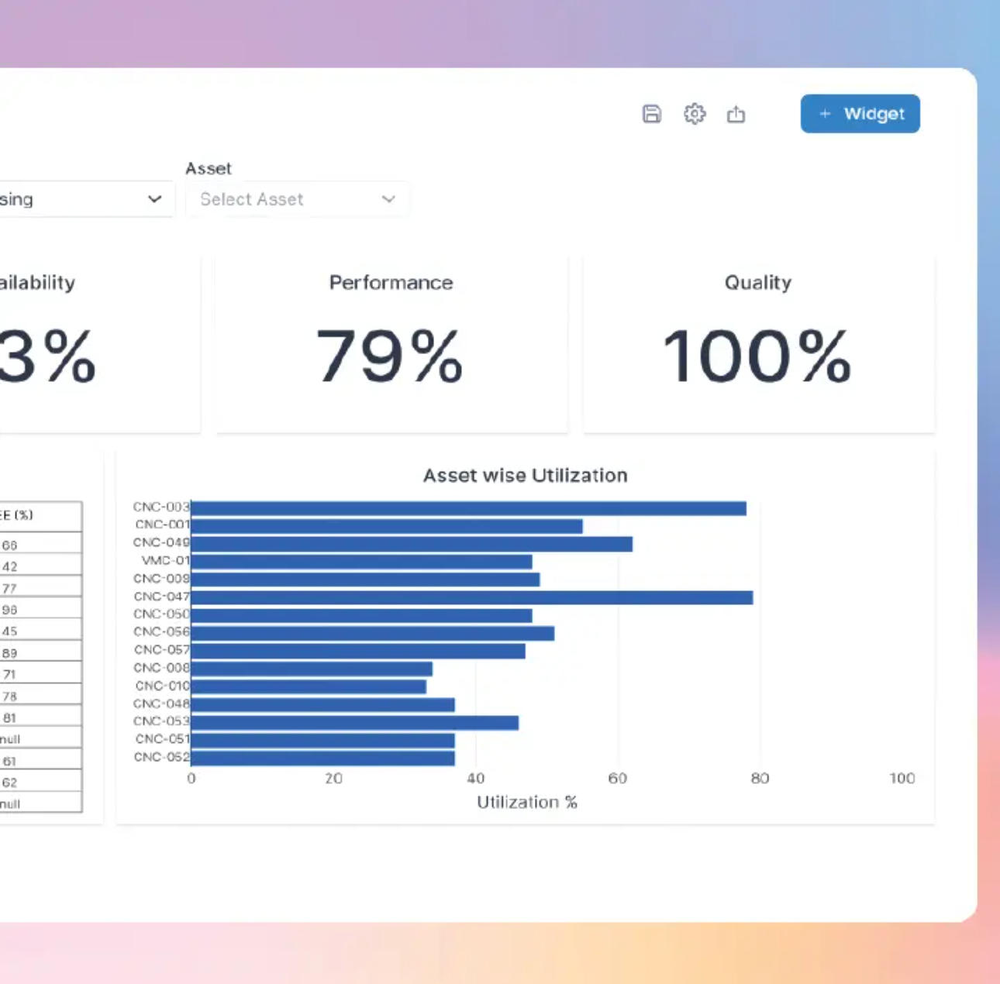 + Widget
Asset
sing
Select Asset
ailability
Performance
Quality
3%
79%
100%
Asset wise Utilization
EE (%)
66
42
77
96
45
89
71
78
81
null
61
62
null
CNC-003
CNC-001
CNC-049
VMC-01
CNC-009
CNC-047
CNC-050
CNC-056
CNC-057
CNC-008
CNC-010
CNC-048
CNC-053
CNC-051
CNC-052
0 20 40 60 80 100
Utilization %